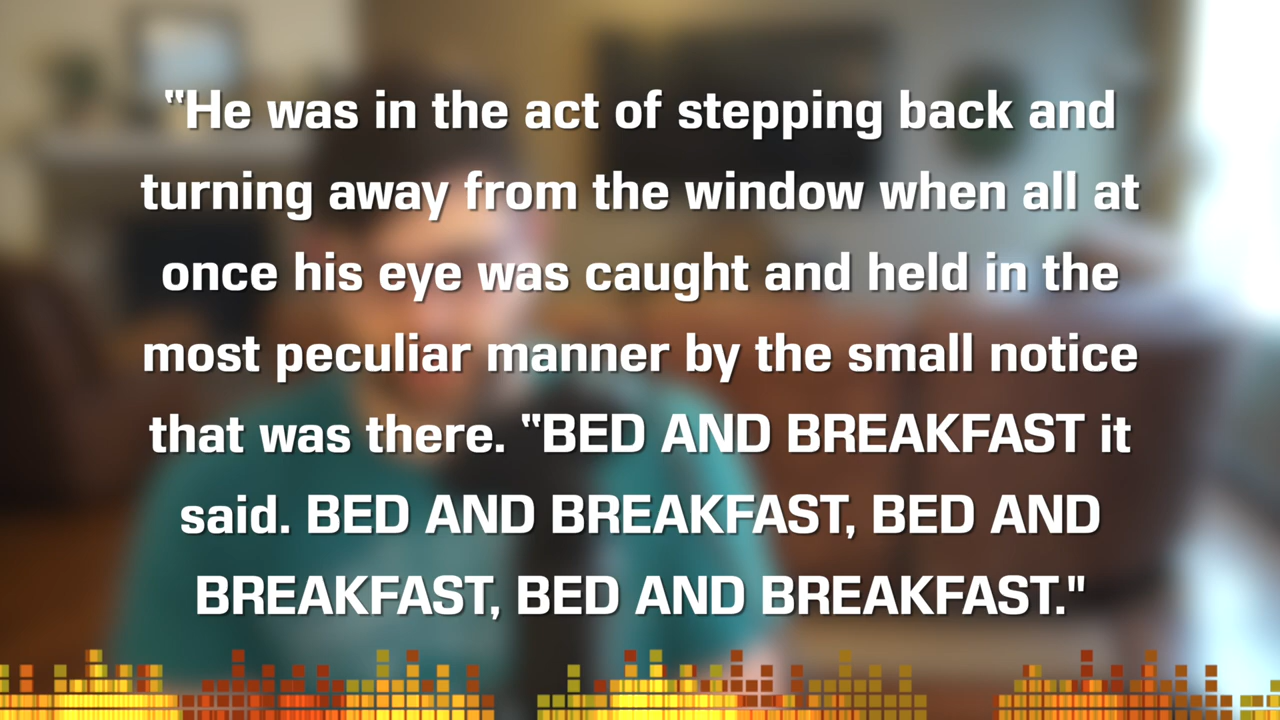 "He was in the act of stepping back and
turning away from the window when all at
once his eye was caught and held in the
most peculiar manner by the small notice
that was there. "BED AND BREAKFAST it
said. BED AND BREAKFAST, BED AND
BREAKFAST, BED AND BREAKFAST."